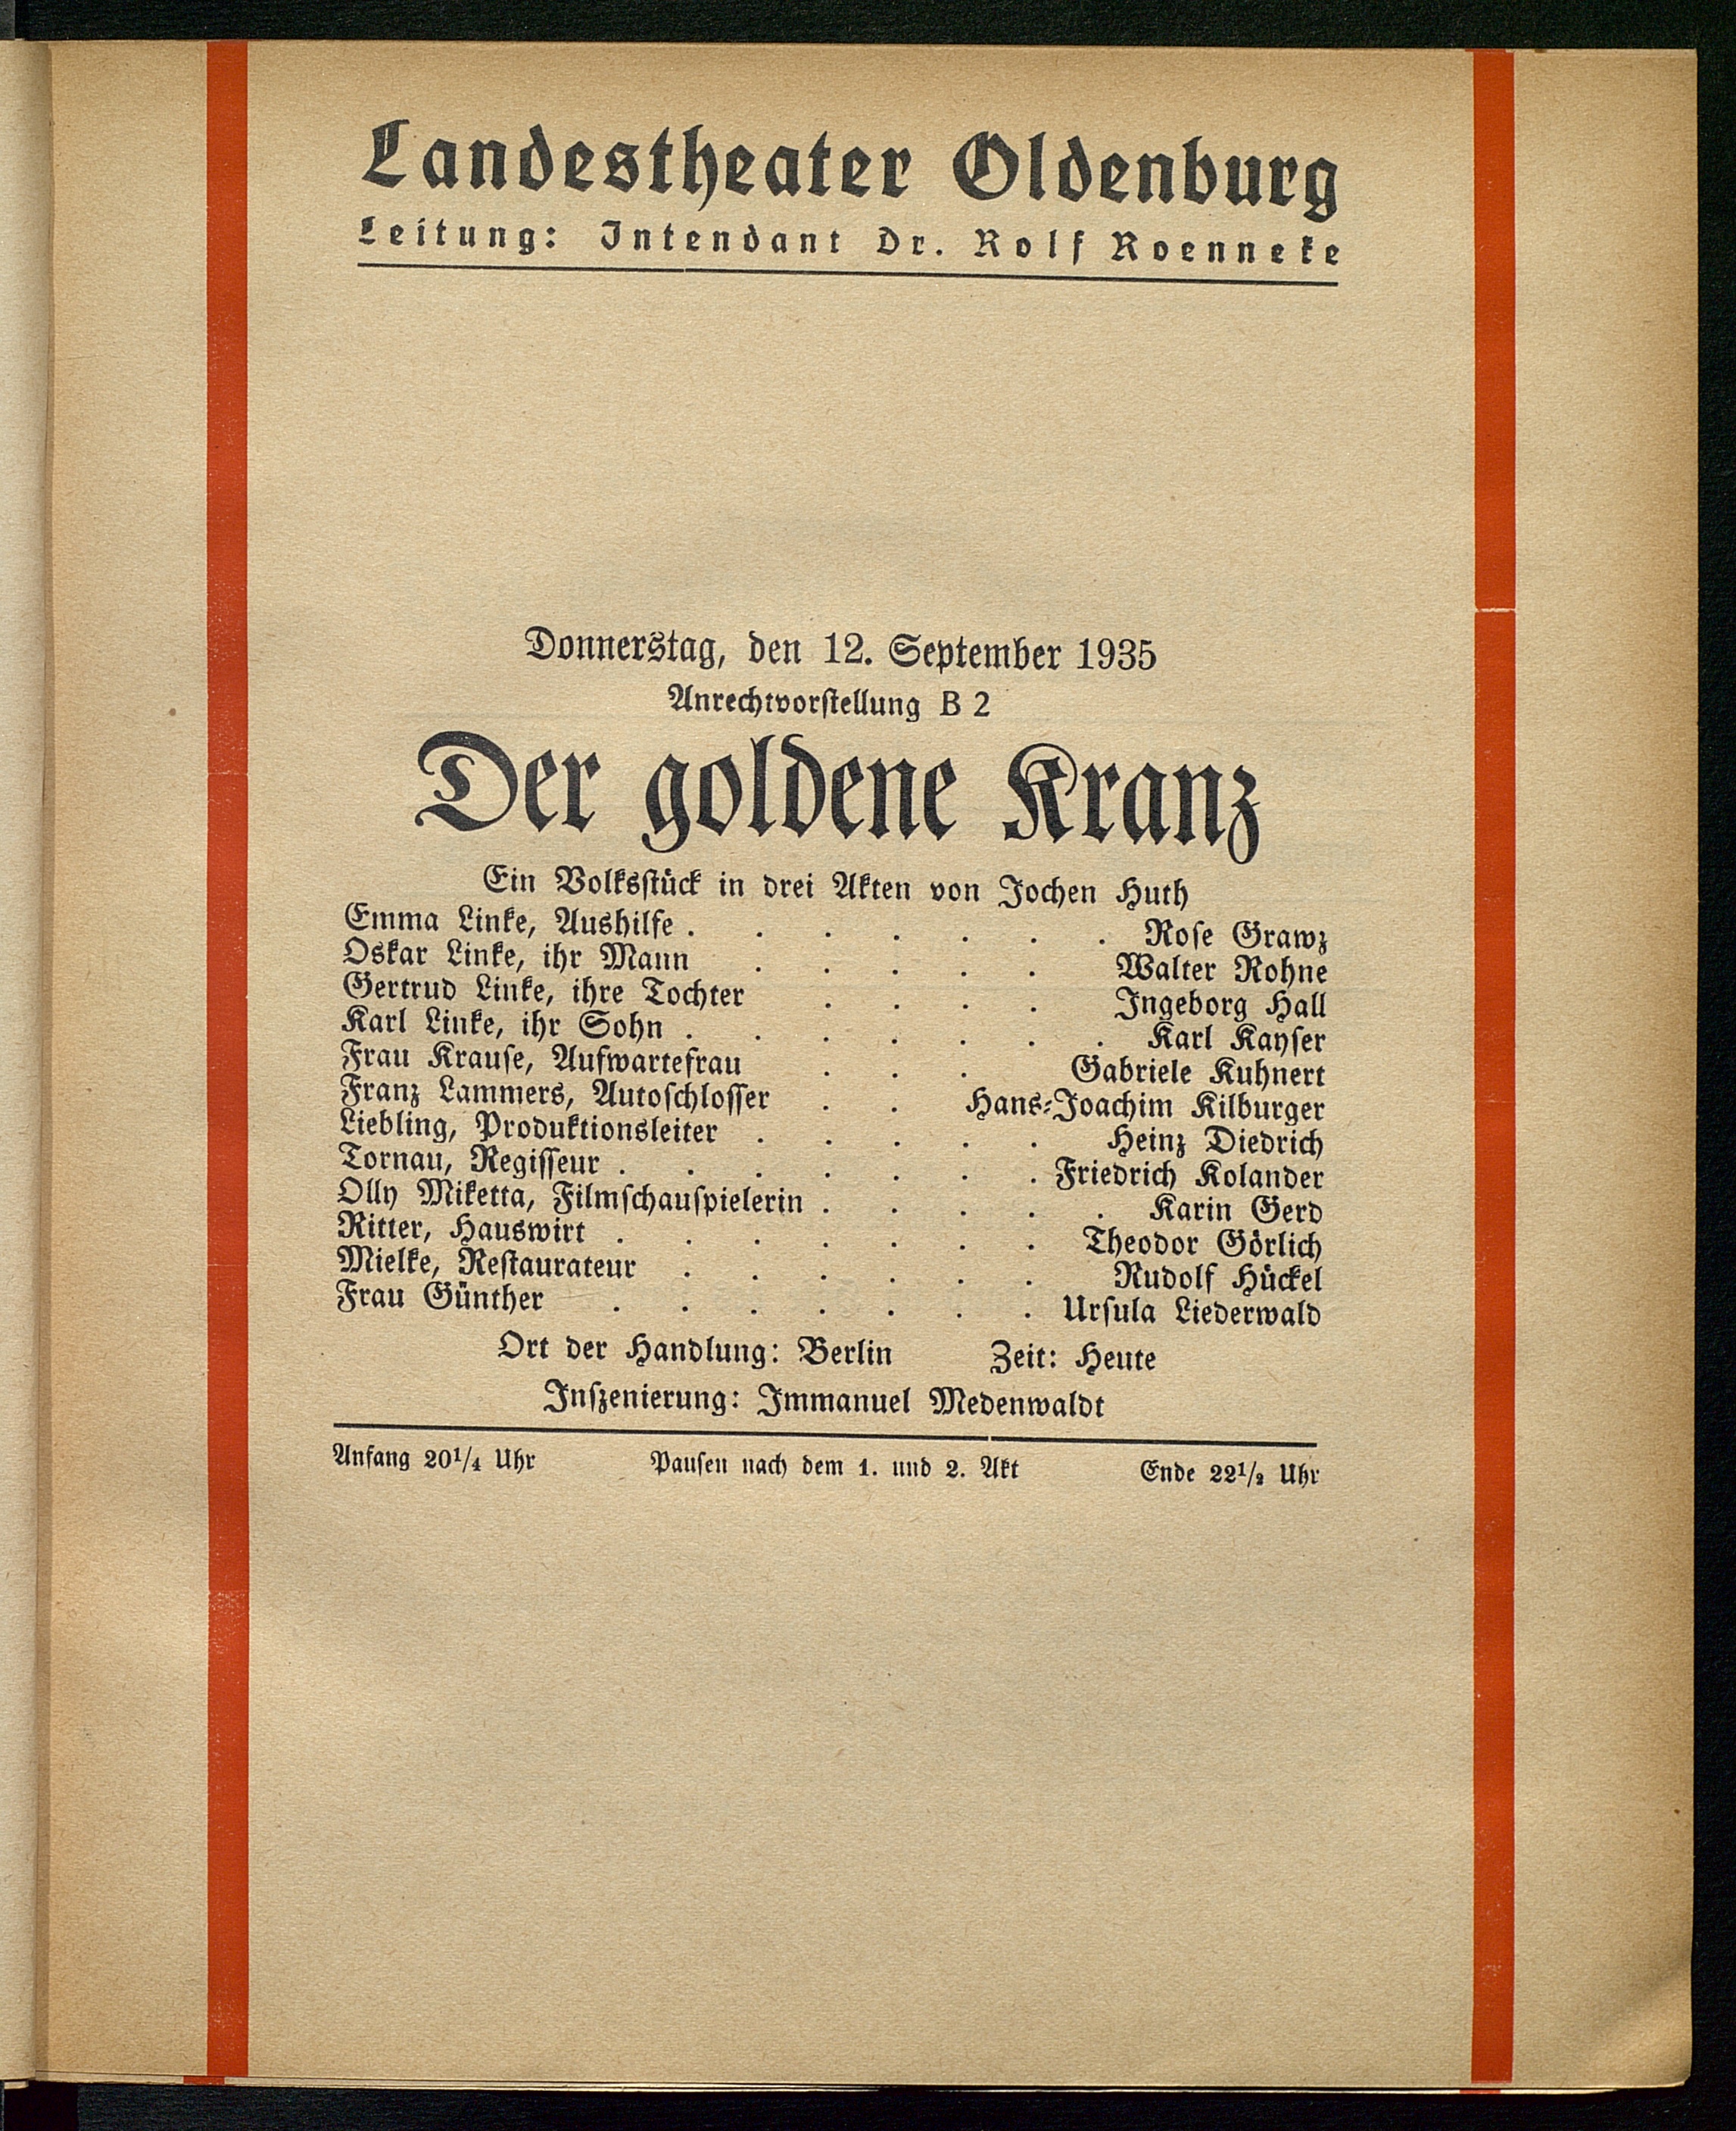 Landestheater Oldenburg
Leitung: Intendant Dr. Rolf Roenneke
Donnerstag, den 12. September 1935
Anrechtvorstellung B 2
Der goldene Kranz
Ein Volksstück in drei Akten von Jochen Huth
Emma Linke, Aushilfe . . . . . . . Rose Grawz
Oskar Linke, ihr Mann . . . . . Walter Rohne
Gertrud Linke, ihre Tochter . . . . Ingeborg Hall
Karl Linke, ihr Sohn . . . . . . . Karl Kayser
Frau Krause, Aufwartefrau . . . Gabriele Kuhnert
Franz Lammers, Autoschlosser . . Hans-Joachim Kilburger
Liebling, Produktionsleiter . . . . . Heinz Diedrich
Tornau, Regisseur . . . . . . . Friedrich Kolander
Olly Miketta, Filmschauspielerin . . . . . Karin Gerd
Ritter, Hauswirt . . . . . . . Theodor Görlich
Mielke, Restaurateur . . . . . . Rudolf Hückel
Frau Günther . . . . . . . Ursula Liederwald
Ort der Handlung: Berlin Zeit: Heute
Inszenierung: Immanuel Medenwaldt
Anfang 20¹/₄ Uhr Pausen nach dem 1. und 2. Akt Ende 22¹/₂ Uhr